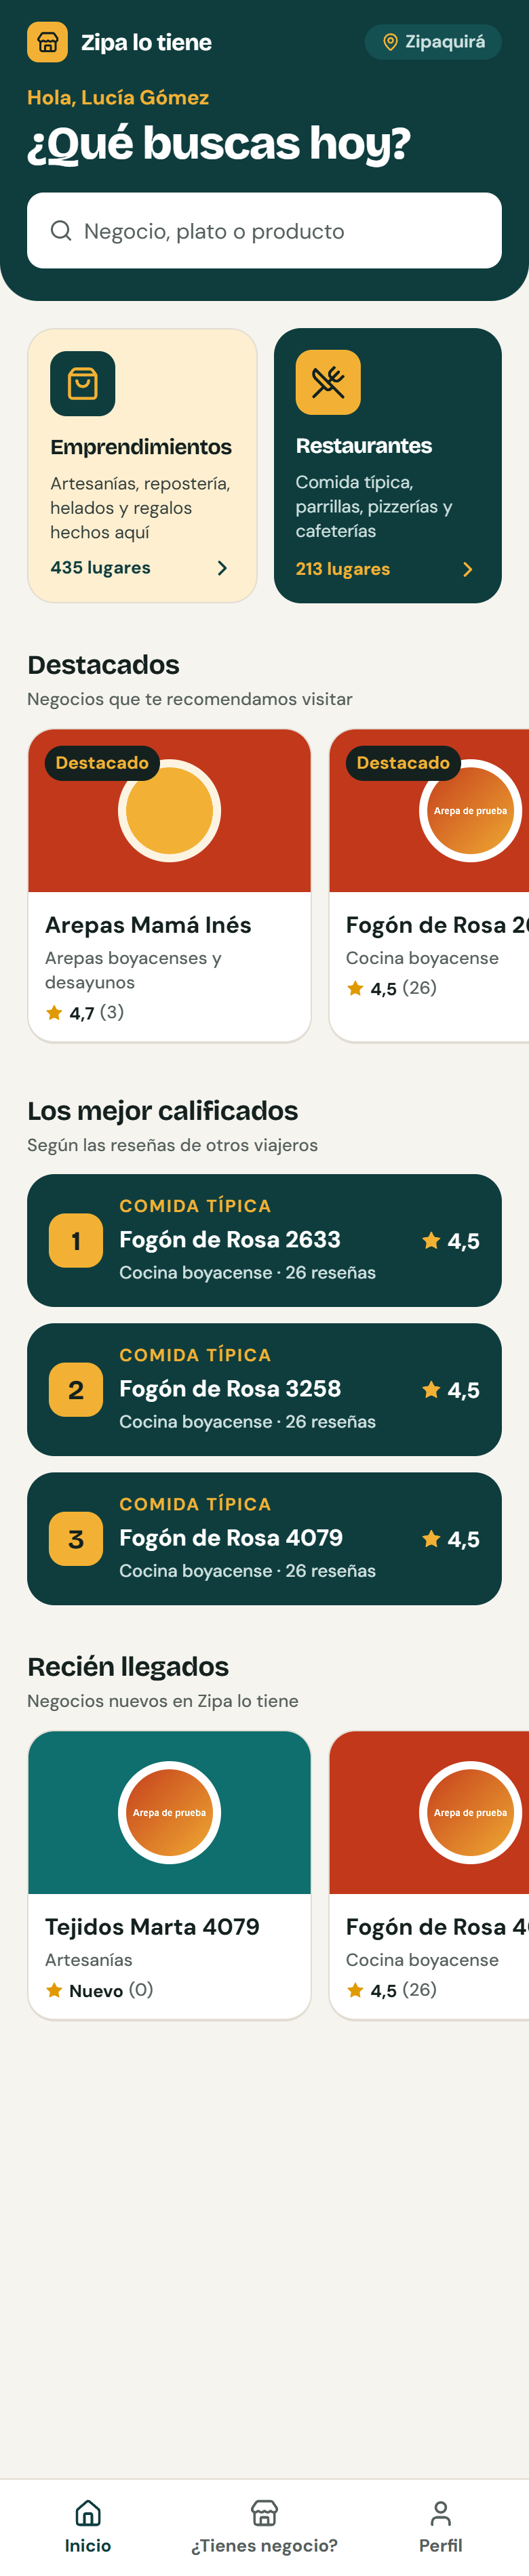 Zipa lo tiene
Zipaquirá
Hola, Lucía Gómez
¿Qué buscas hoy?
Negocio, plato o producto
Emprendimientos
Artesanías, repostería,
helados y regalos
hechos aquí
435 lugares
Restaurantes
Comida típica,
parrillas, pizzerías y
cafeterías
213 lugares
Destacados
Negocios que te recomendamos visitar
Destacado
Arepas Mamá Inés
Arepas boyacenses y
desayunos
4,7 (3)
Destacado
Arepa de prueba
Fogón de Rosa 2
Cocina boyacense
4,5 (26)
Los mejor calificados
Según las reseñas de otros viajeros
1
COMIDA TÍPICA
Fogón de Rosa 2633
Cocina boyacense · 26 reseñas
4,5
2
COMIDA TÍPICA
Fogón de Rosa 3258
Cocina boyacense · 26 reseñas
4,5
3
COMIDA TÍPICA
Fogón de Rosa 4079
Cocina boyacense · 26 reseñas
4,5
Recién llegados
Negocios nuevos en Zipa lo tiene
Arepa de prueba
Tejidos Marta 4079
Artesanías
Nuevo (0)
Arepa de prueba
Fogón de Rosa 4
Cocina boyacense
4,5 (26)
Inicio
¿Tienes negocio?
Perfil